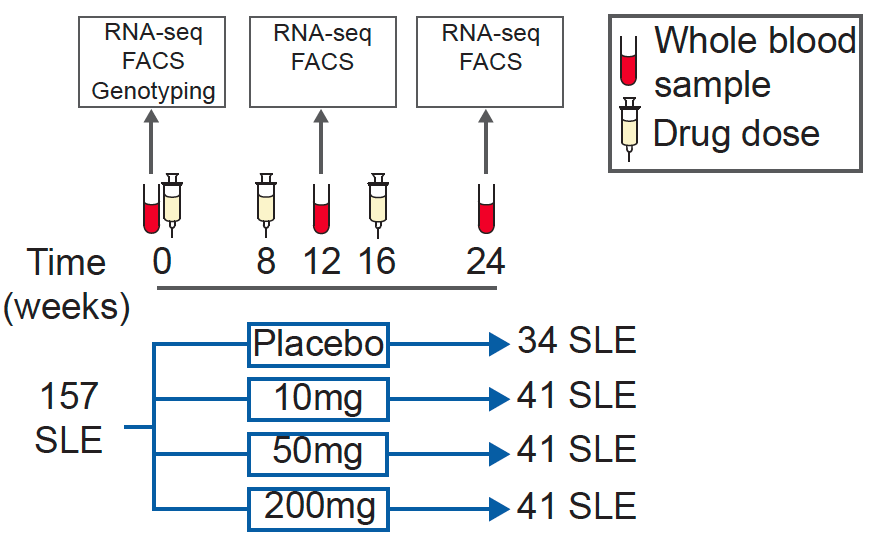 RNA-seq
FACS
Genotyping
RNA-seq
FACS
RNA-seq
FACS
Whole blood
sample
Drug dose
Time
(weeks)
0
8
12
16
24
157
SLE
Placebo
34 SLE
10mg
41 SLE
50mg
41 SLE
200mg
41 SLE